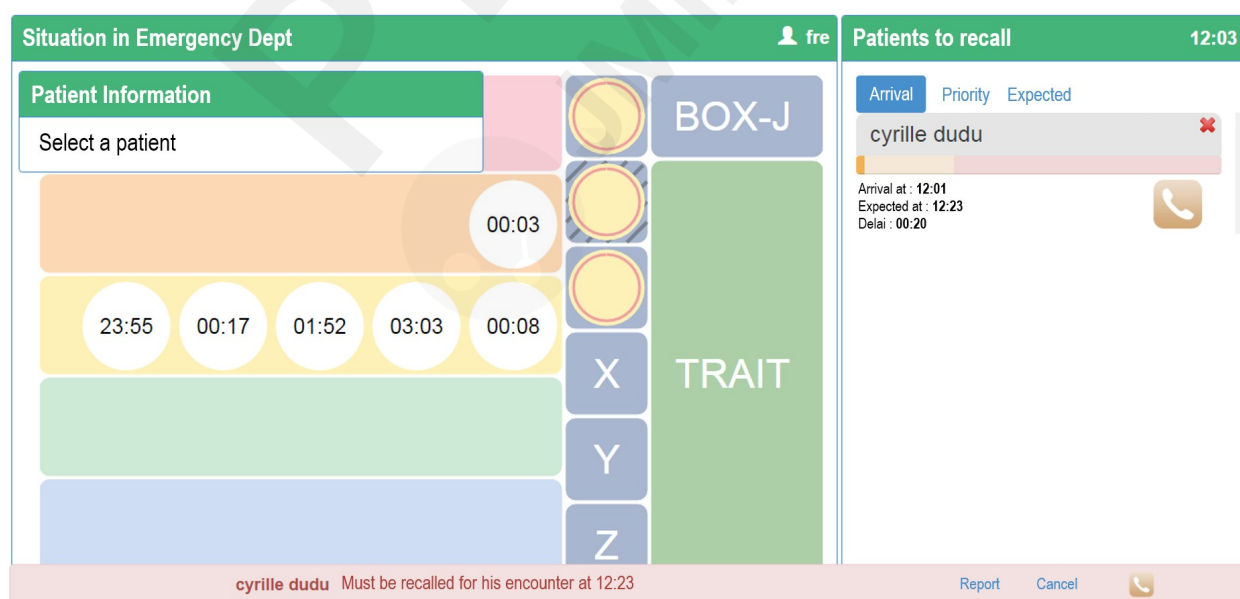 Situation in Emergency Dept
fre
Patient Information
Select a patient
BOX-J
00:03
23:55 00:17 01:52 03:03 00:08
X
TRAIT
Y
Z
Patients to recall
12:03
Arrival Priority Expected
cyrille dudu
Arrival at : 12:01
Expected at : 12:23
Delai : 00:20
cyrille dudu Must be recalled for his encounter at 12:23
Report Cancel